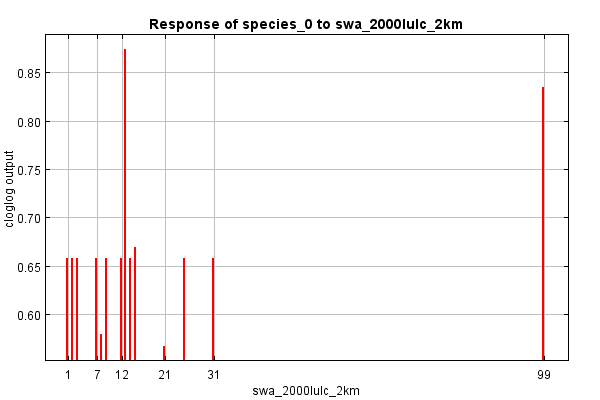 Response of species_0 to swa_2000lulc_2km
cloglog output
0.85
0.80
0.75
0.70
0.65
0.60
1 7 12 21 31 99
swa_2000lulc_2km